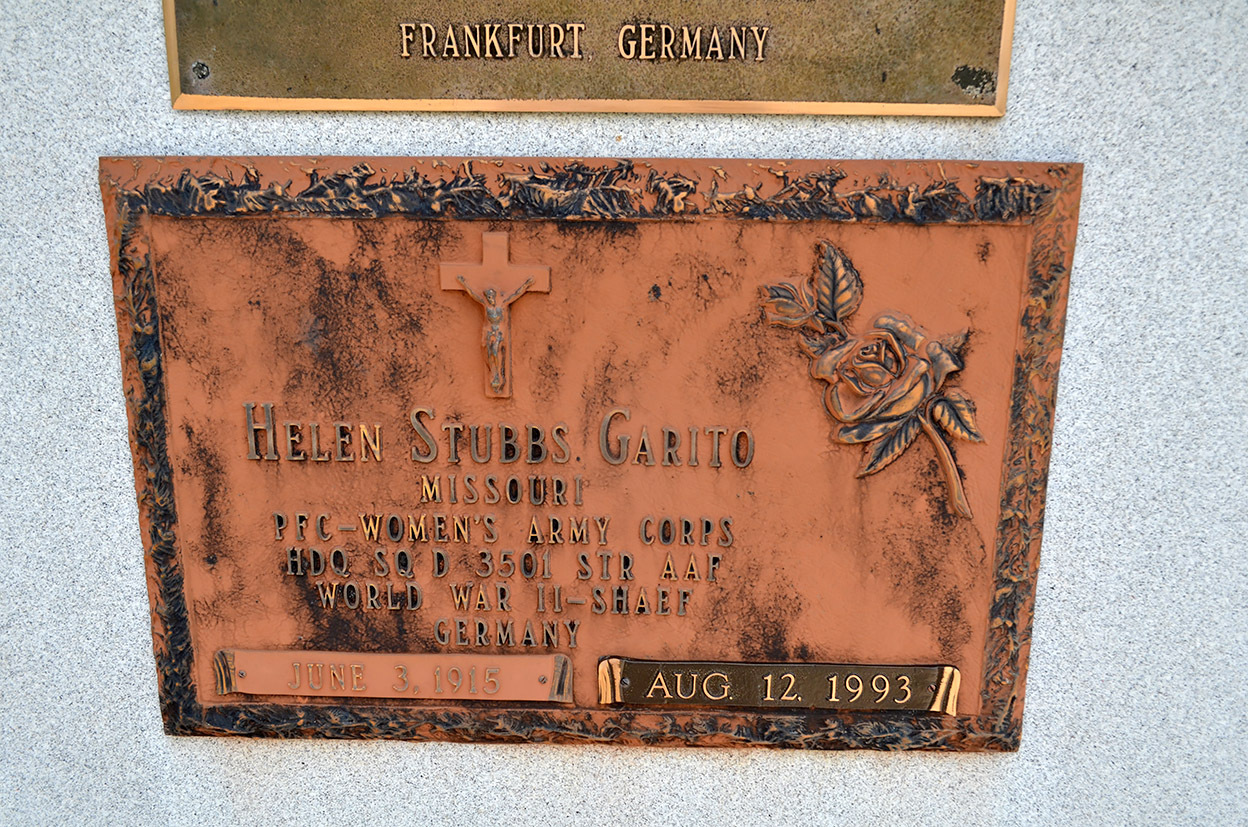 FRANKFURT, GERMANY
HELEN STUBBS GARITO
MISSOURI
PFC-WOMEN'S ARMY CORPS
HDQ SQ D 3501 STR AAF
WORLD WAR II-SHAEF
GERMANY
JUNE 3, 1915
AUG. 12, 1993